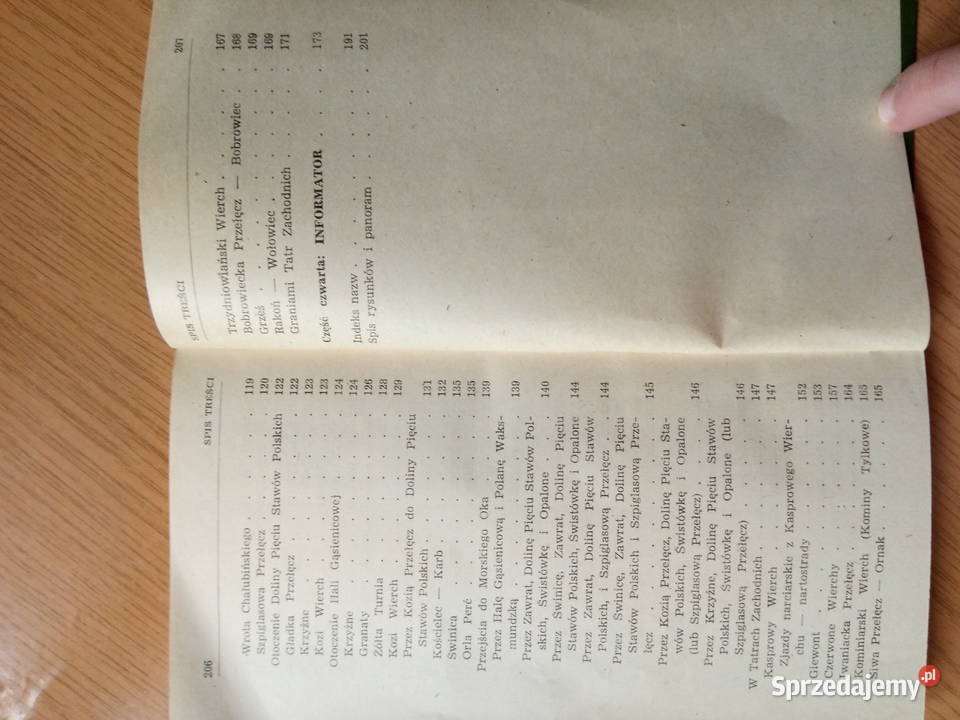 206 SPIS TREŚCI
Wrota Chałubińskiego . . . . . 119
Szpiglasowa Przełęcz . . . . . 120
Otoczenie Doliny Pięciu Stawów Polskich 122
Gładka Przełęcz . . . . . 122
Krzyżne . . . . . 123
Kozi Wierch . . . . . 123
Otoczenie Hali Gąsienicowej . . . . 124
Krzyżne . . . . . 124
Granaty . . . . . 126
Żółta Turnia . . . . . 128
Kozi Wierch . . . . . 129
Przez Kozią Przełęcz do Doliny Pięciu
Stawów Polskich . . . . . 131
Kościelec — Karb . . . . . 132
Świnica . . . . . 135
Orla Perć . . . . . 135
Przejścia do Morskiego Oka . . . . 139
Przez Halę Gąsienicową i Polanę Waks-
mundzką . . . . . 139
Przez Zawrat, Dolinę Pięciu Stawów Pol-
skich, Świstówkę i Opalone . . . 140
Przez Świnicę, Zawrat, Dolinę Pięciu
Stawów Polskich, Świstówkę i Opalone 144
Przez Zawrat, Dolinę Pięciu Stawów
Polskich, i Szpiglasową Przełęcz . . 144
Przez Świnicę, Zawrat, Dolinę Pięciu
Stawów Polskich i Szpiglasową Prze-
łęcz . . . . . 145
Przez Kozią Przełęcz, Dolinę Pięciu Sta-
wów Polskich, Świstówkę i Opalone
(lub Szpiglasową Przełęcz) . . . 146
Przez Krzyżne, Dolinę Pięciu Stawów
Polskich, Świstówkę i Opalone (lub
Szpiglasową Przełęcz) . . . . 146
W Tatrach Zachodnich . . . . . 147
Kasprowy Wierch . . . . . 147
Zjazdy narciarskie z Kasprowego Wier-
chu — nartostrady . . . . 152
Giewont . . . . . 153
Czerwone Wierchy . . . . . 157
Iwaniacka Przełęcz . . . . . 164
Kominiarski Wierch (Kominy Tylkowe) 165
Siwa Przełęcz — Ornak . . . . 165
SPIS TREŚCI 207
Trzydniowiański Wierch . . . . . 167
Bobrowiecka Przełęcz — Bobrowiec . . 168
Grześ . . . . . 169
Rakoń — Wołowiec . . . . . 169
Graniami Tatr Zachodnich . . . . 171
Część czwarta: INFORMATOR . . . . 173
Indeks nazw . . . . . 191
Spis rysunków i panoram . . . . . 201
Sprzedajemy.pl